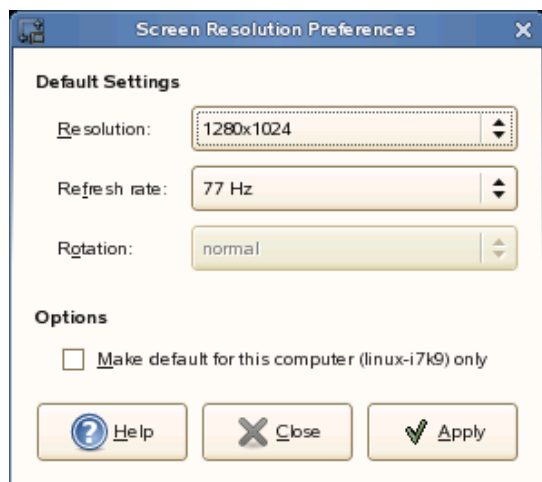 Screen Resolution Preferences
Default Settings
Resolution: 1280x1024
Refresh rate: 77 Hz
Rotation: normal
Options
Make default for this computer (linux-i7k9) only
Help Close Apply